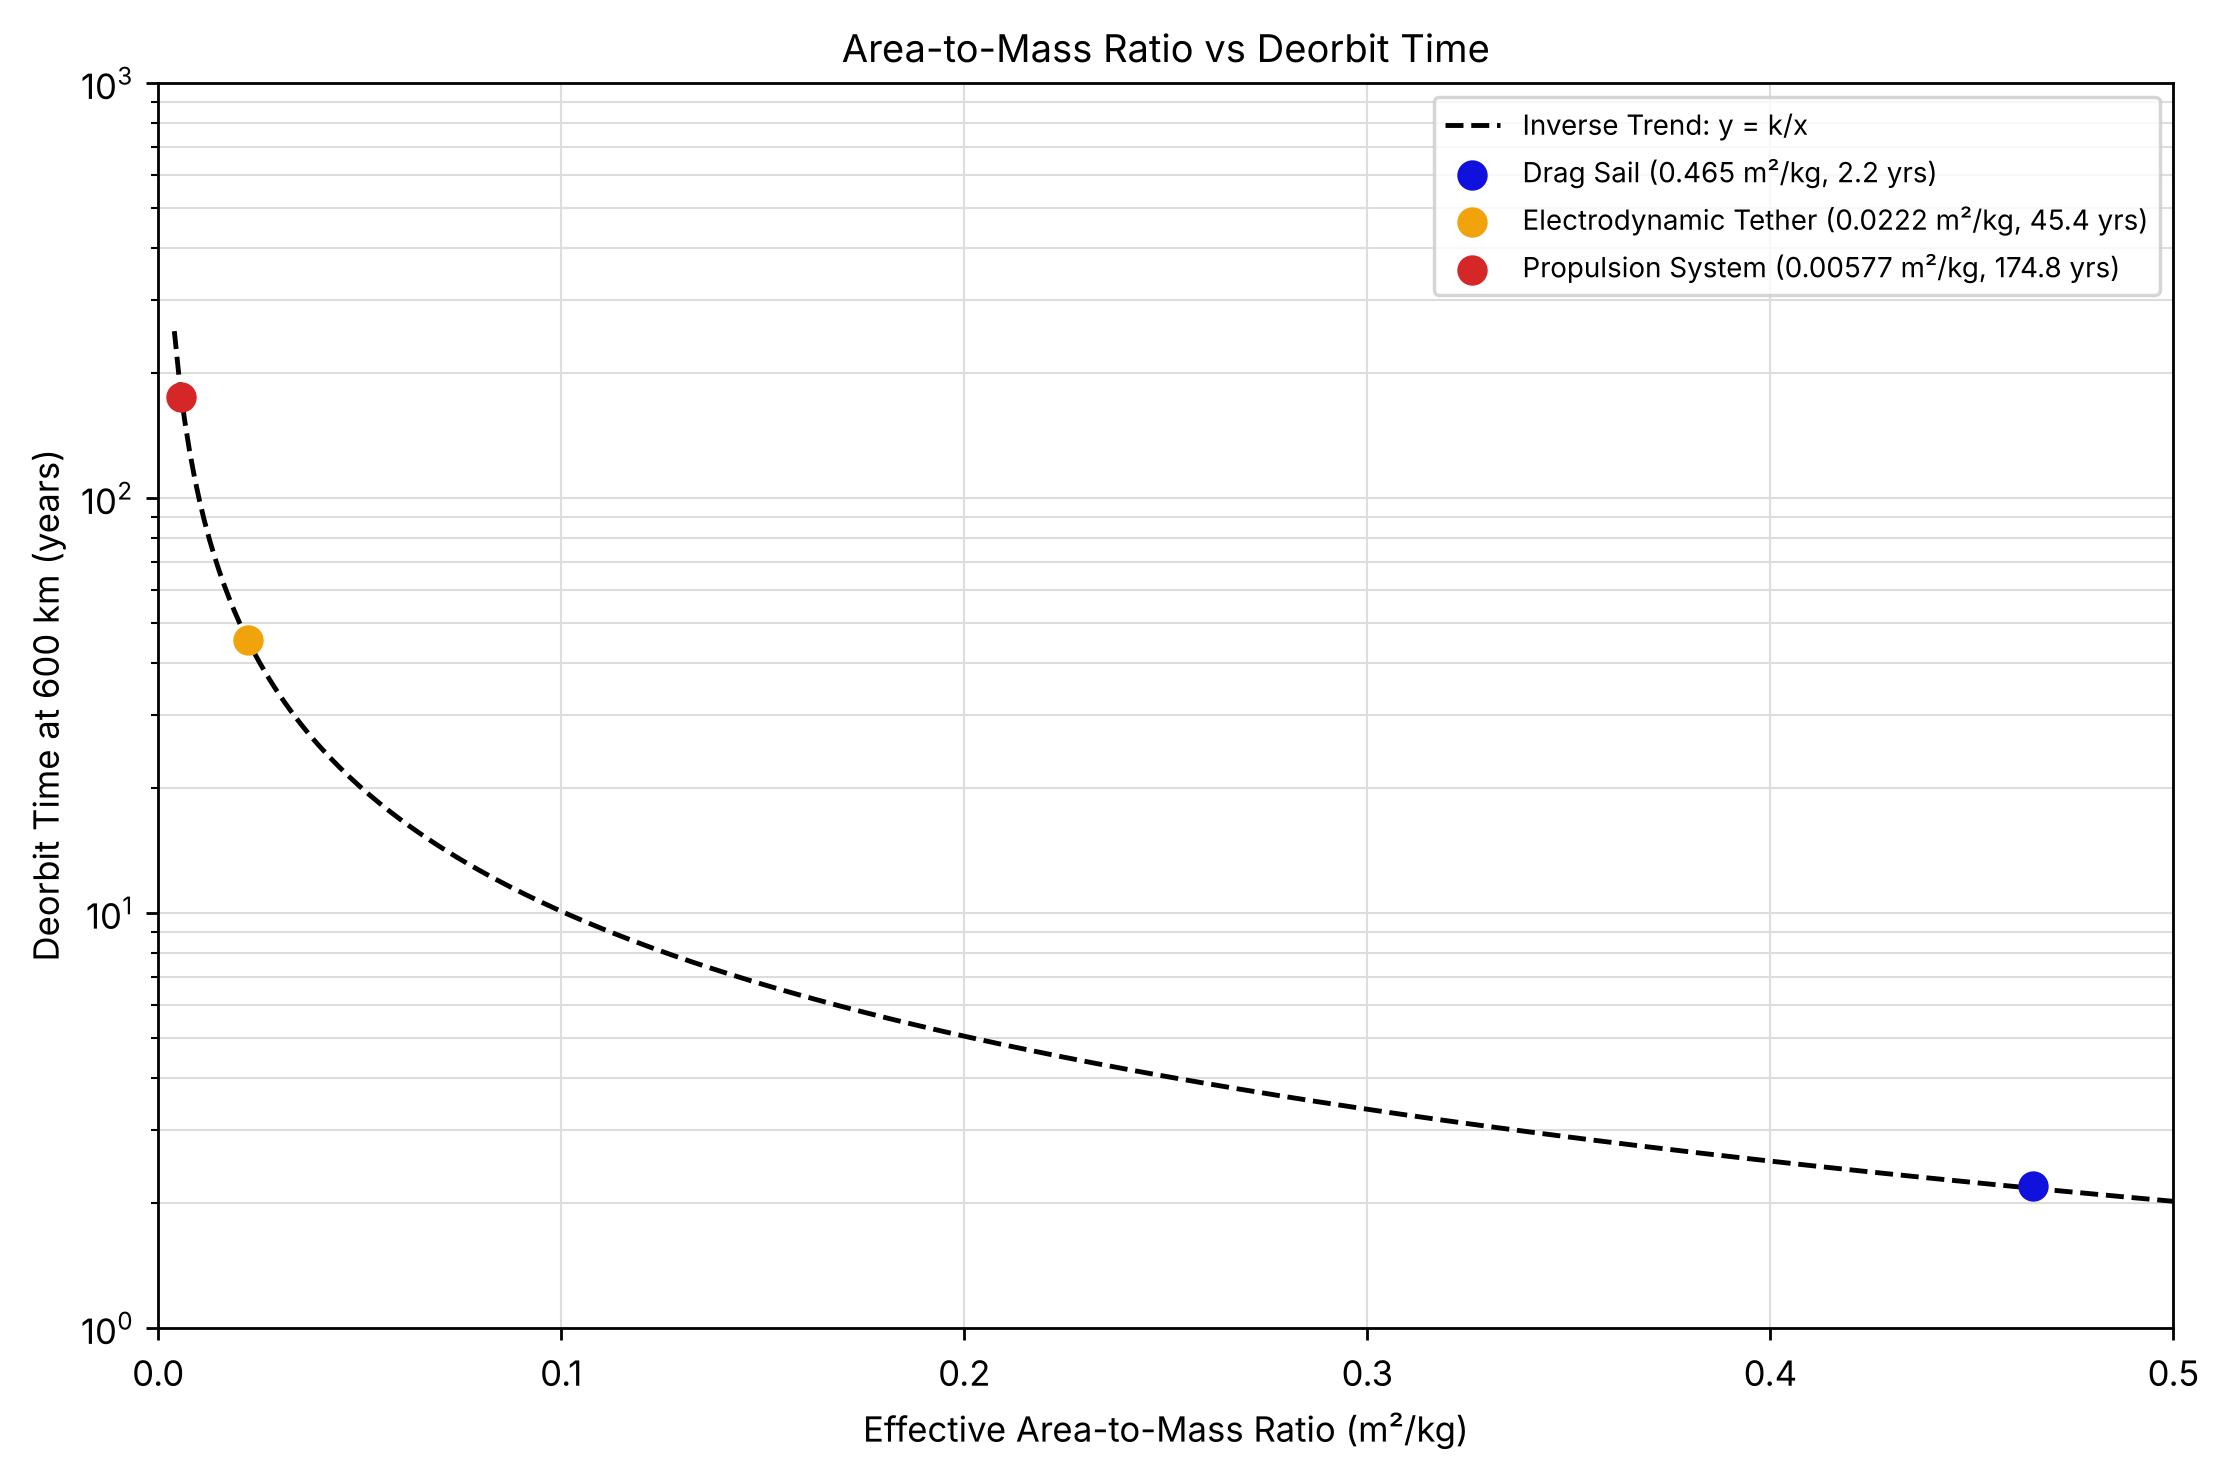 Area-to-Mass Ratio vs Deorbit Time
10³
10²
10¹
10⁰
Deorbit Time at 600 km (years)
Inverse Trend: y = k/x
Drag Sail (0.465 m²/kg, 2.2 yrs)
Electrodynamic Tether (0.0222 m²/kg, 45.4 yrs)
Propulsion System (0.00577 m²/kg, 174.8 yrs)
0.0 0.1 0.2 0.3 0.4 0.5
Effective Area-to-Mass Ratio (m²/kg)